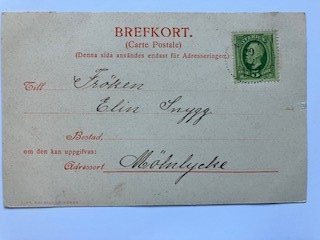 BREFKORT.
(Carte Postale)
(Denna sida användes endast för Adresseringen.)
Till Fröken
Elin Snygg.
Bostad,
om den kan uppgifvas:
Adressort Mölnlycke